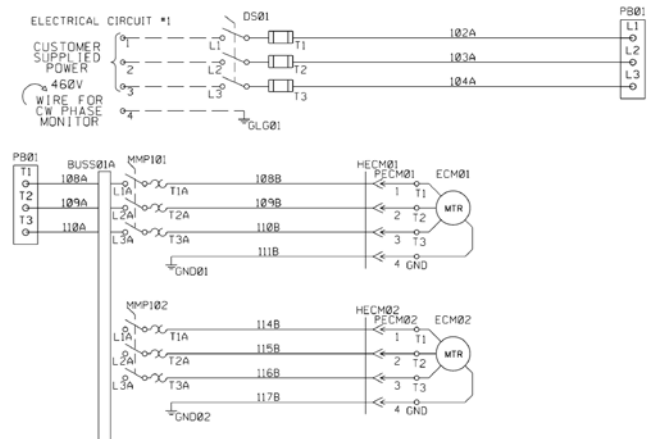 ELECTRICAL CIRCUIT *1
DS01
PB01
1
L1
T1
102A
L1
CUSTOMER
SUPPLIED
POWER
2
L2
T2
103A
L2
460V
3
L3
T3
104A
L3
WIRE FOR
CW PHASE
MONITOR
4
GLG01
PB01
BUSS01A
MMP101
HECM01
PECM01
ECM01
T1
108A
L1A
T1A
108B
1
T1
MTR
T2
109A
L2A
T2A
109B
2
T2
T3
110A
L3A
T3A
110B
3
T3
111B
GND01
4
GND
MMP102
HECM02
PECM02
ECM02
L1A
T1A
114B
1
T1
MTR
L2A
T2A
115B
2
T2
L3A
T3A
116B
3
T3
117B
GND02
4
GND